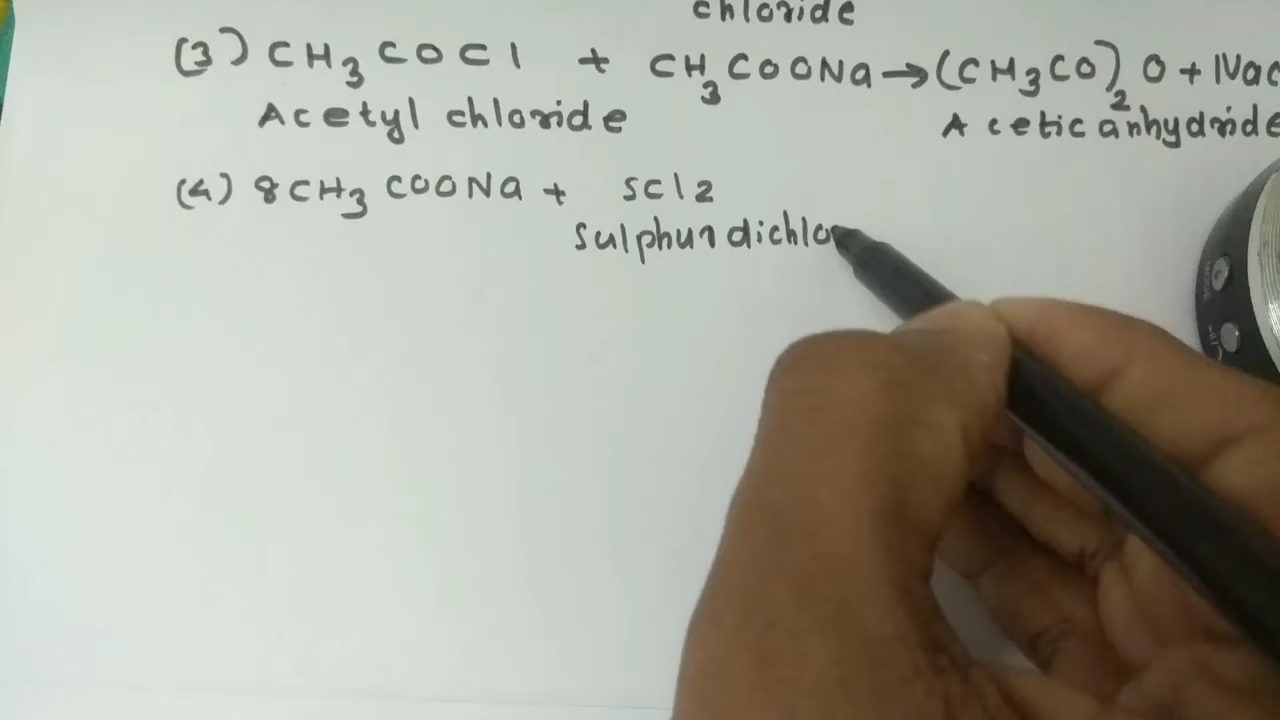 chloride
(3) CH3COCl + CH3COONa → (CH3CO)2O + Nac
Acetyl chloride Acetic anhydride
(4) 8CH3COONa + SCl2
Sulphur dichlo